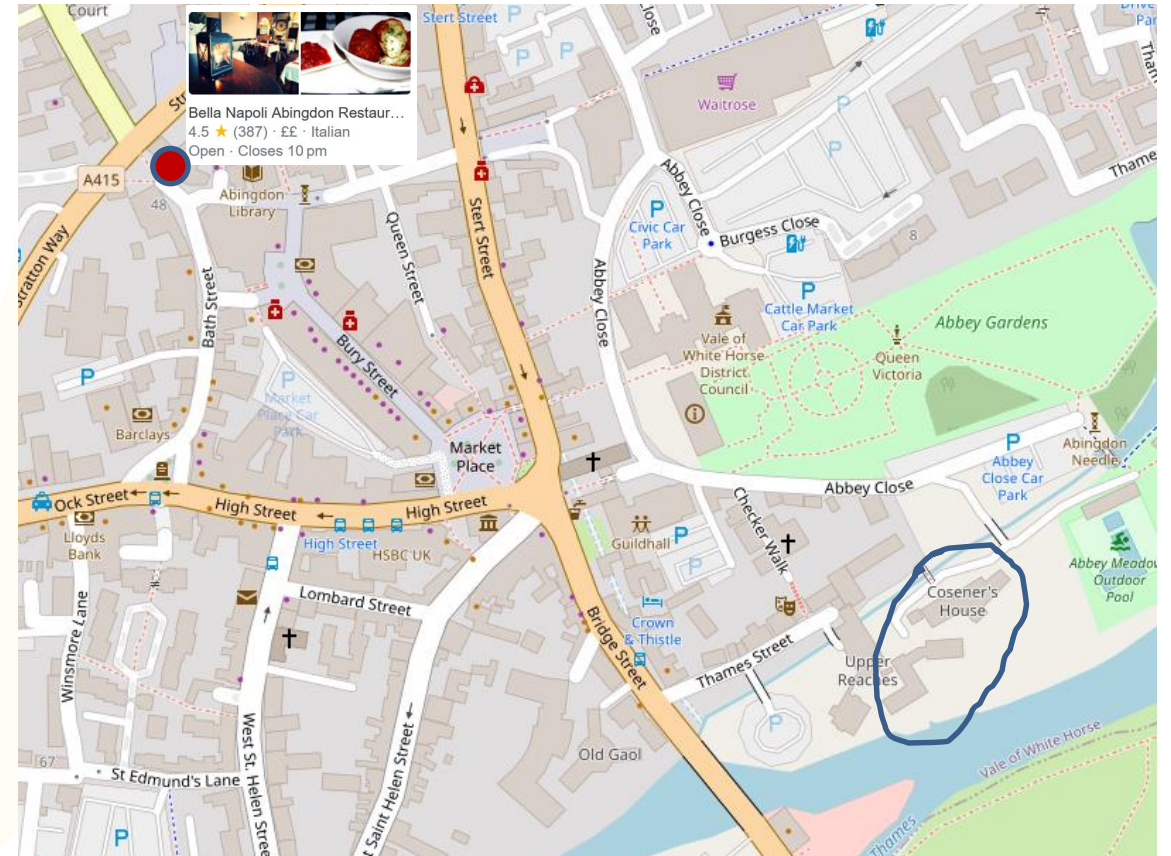 Court
Stert Street
Close
Waitrose
Bella Napoli Abingdon Restaur...
4.5 ★ (387) · ££ · Italian
Open · Closes 10 pm
A415
48
Abingdon
Library
Stratton Way
Bath Street
Queen Street
Stert Street
Abbey Close
Abbey Close
Civic Car
Park
Burgess Close
8
Thame
Cattle Market
Car Park
Abbey Gardens
Queen
Victoria
Vale of
White Horse
District
Council
Bury Street
Market
Place Car
Park
Barclays
Market
Place
Abingdon
Needle
Abbey
Close Car
Park
Abbey Close
Checker Walk
Ock Street
High Street
High Street
High Street
HSBC UK
Lloyds
Bank
Guildhall
Abbey Meadow
Outdoor
Pool
Cosener's
House
Lombard Street
Crown
& Thistle
Bridge Street
Thames Street
Upper
Reaches
Winsmore Lane
West St. Helen Stree
t Saint Helen Street
Old Gaol
67
St Edmund's Lane
Vale of White Horse
Thames